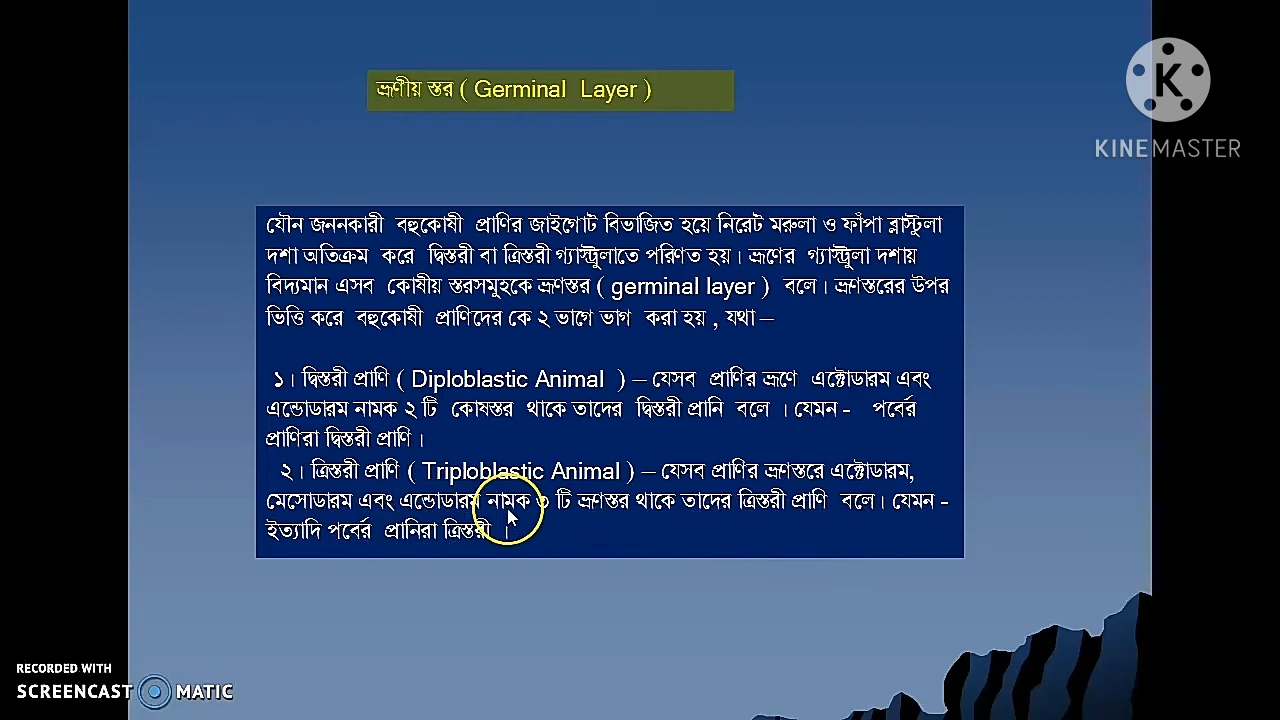 ভ্রূণীয় স্তর ( Germinal Layer )
KINEMASTER
যৌন জননকারী বহুকোষী প্রাণির জাইগোট বিভাজিত হয়ে নিরেট মরুলা ও ফাঁপা ব্লাস্টুলা
দশা অতিক্রম করে দ্বিস্তরী বা ত্রিস্তরী গ্যাস্ট্রুলাতে পরিণত হয়। ভ্রূণের গ্যাস্ট্রুলা দশায়
বিদ্যমান এসব কোষীয় স্তরসমূহকে ভ্রূণস্তর ( germinal layer ) বলে। ভ্রূণস্তরের উপর
ভিত্তি করে বহুকোষী প্রাণিদের কে ২ ভাগে ভাগ করা হয় , যথা –
১। দ্বিস্তরী প্রাণি ( Diploblastic Animal ) – যেসব প্রাণির ভ্রূণে এক্টোডারম এবং
এন্ডোডারম নামক ২ টি কোষস্তর থাকে তাদের দ্বিস্তরী প্রানি বলে । যেমন - পর্বের
প্রাণিরা দ্বিস্তরী প্রাণি ।
২। ত্রিস্তরী প্রাণি ( Triploblastic Animal ) – যেসব প্রাণির ভ্রূণস্তরে এক্টোডারম,
মেসোডারম এবং এন্ডোডারম নামক ৩ টি ভ্রূণস্তর থাকে তাদের ত্রিস্তরী প্রাণি বলে। যেমন -
ইত্যাদি পর্বের প্রানিরা ত্রিস্তরী ।
RECORDED WITH
SCREENCAST MATIC